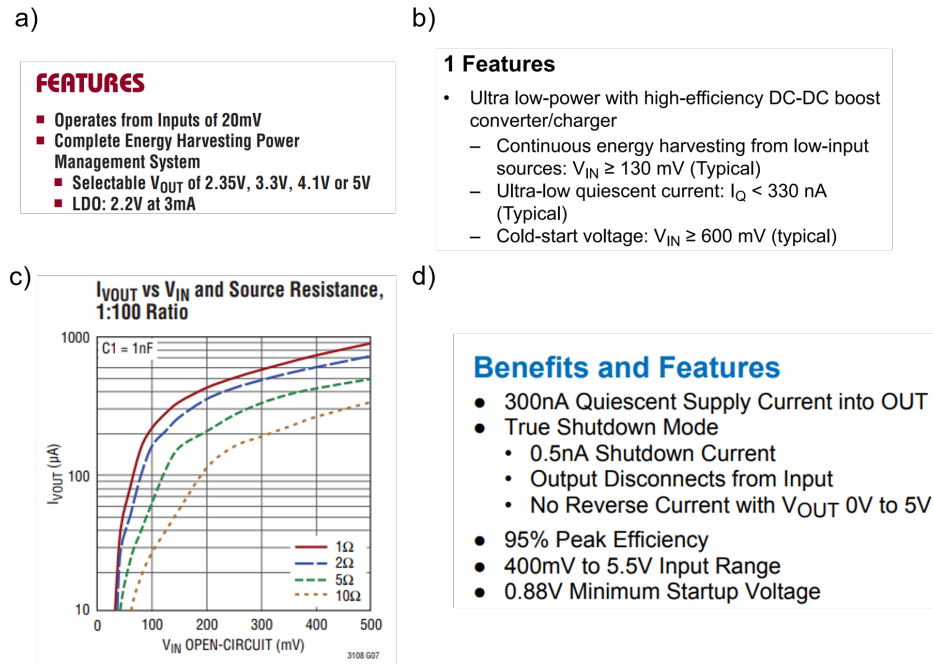 a)
FEATURES
■ Operates from Inputs of 20mV
■ Complete Energy Harvesting Power
Management System
■ Selectable VOUT of 2.35V, 3.3V, 4.1V or 5V
■ LDO: 2.2V at 3mA
b)
1 Features
• Ultra low-power with high-efficiency DC-DC boost
converter/charger
– Continuous energy harvesting from low-input
sources: VIN ≥ 130 mV (Typical)
– Ultra-low quiescent current: IQ < 330 nA
(Typical)
– Cold-start voltage: VIN ≥ 600 mV (typical)
c)
IVOUT vs VIN and Source Resistance,
1:100 Ratio
1000
C1 = 1nF
IVOUT (µA)
100
10
1Ω
2Ω
5Ω
10Ω
0 100 200 300 400 500
VIN OPEN-CIRCUIT (mV)
3108 G07
d)
Benefits and Features
● 300nA Quiescent Supply Current into OUT
● True Shutdown Mode
• 0.5nA Shutdown Current
• Output Disconnects from Input
• No Reverse Current with VOUT 0V to 5V
● 95% Peak Efficiency
● 400mV to 5.5V Input Range
● 0.88V Minimum Startup Voltage